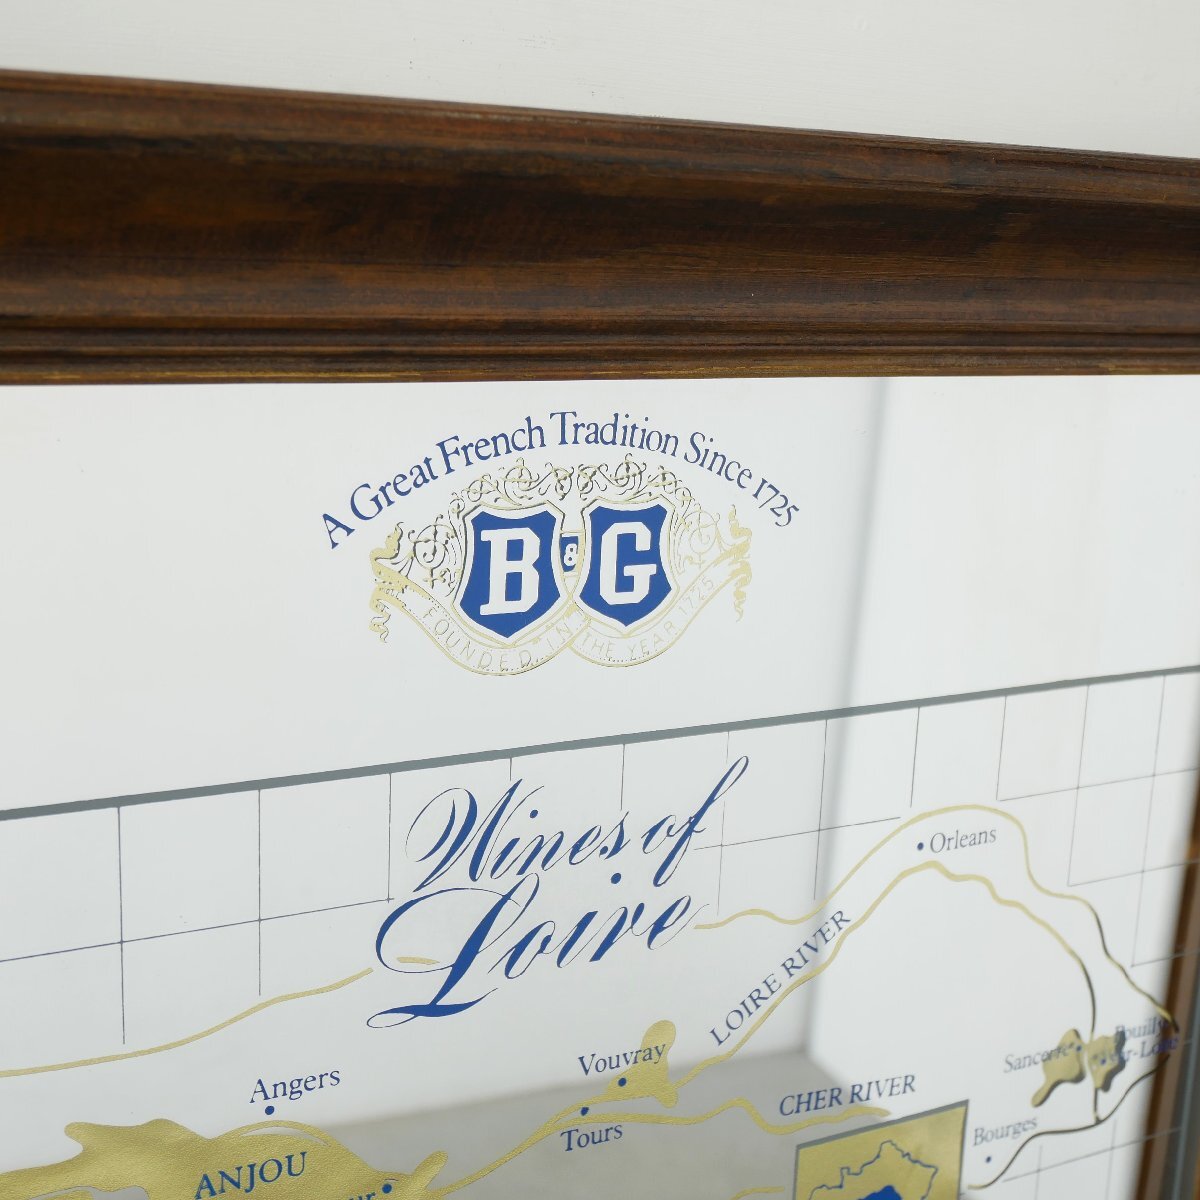 A Great French Tradition Since 1725
B & G
FOUNDED IN THE YEAR 1725
Wines of
Loire
Orleans
LOIRE RIVER
Sancerre
Vouvray
Angers
CHER RIVER
Tours
Bourges
ANJOU